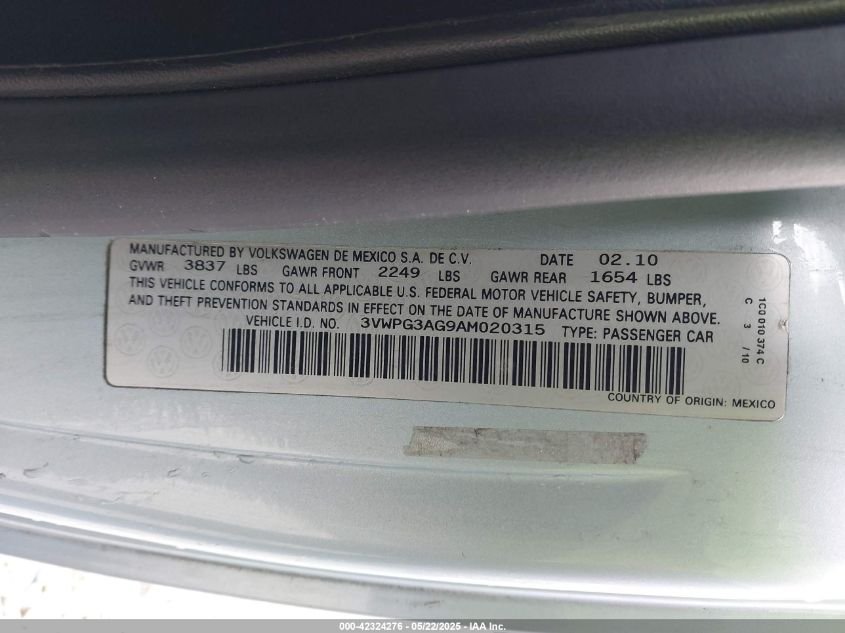 MANUFACTURED BY VOLKSWAGEN DE MEXICO S.A. DE C.V. DATE 02.10
GVWR 3837 LBS GAWR FRONT 2249 LBS GAWR REAR 1654 LBS
THIS VEHICLE CONFORMS TO ALL APPLICABLE U.S. FEDERAL MOTOR VEHICLE SAFETY, BUMPER,
AND THEFT PREVENTION STANDARDS IN EFFECT ON THE DATE OF MANUFACTURE SHOWN ABOVE.
VEHICLE I.D. NO. 3VWPG3AG9AM020315 TYPE: PASSENGER CAR
COUNTRY OF ORIGIN: MEXICO
1C0 010 374 C
C 3 /10
000-42324276 - 05/22/2025 - IAA Inc.